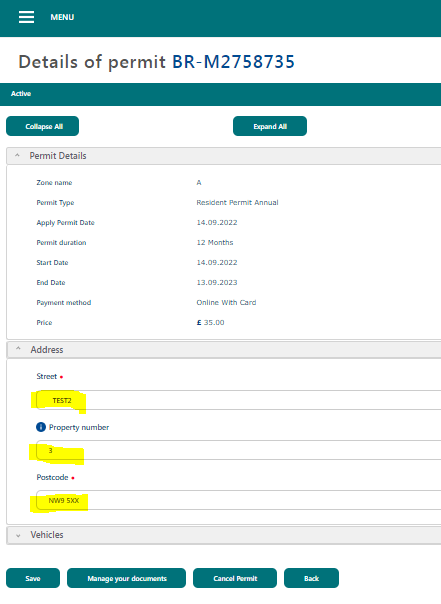 MENU
Details of permit BR-M2758735
Active
Collapse All Expand All
Permit Details
Zone name A
Permit Type Resident Permit Annual
Apply Permit Date 14.09.2022
Permit duration 12 Months
Start Date 14.09.2022
End Date 13.09.2023
Payment method Online With Card
Price £ 35.00
Address
Street •
TEST2
i Property number
3
Postcode •
NW9 5XX
Vehicles
Save Manage your documents Cancel Permit Back